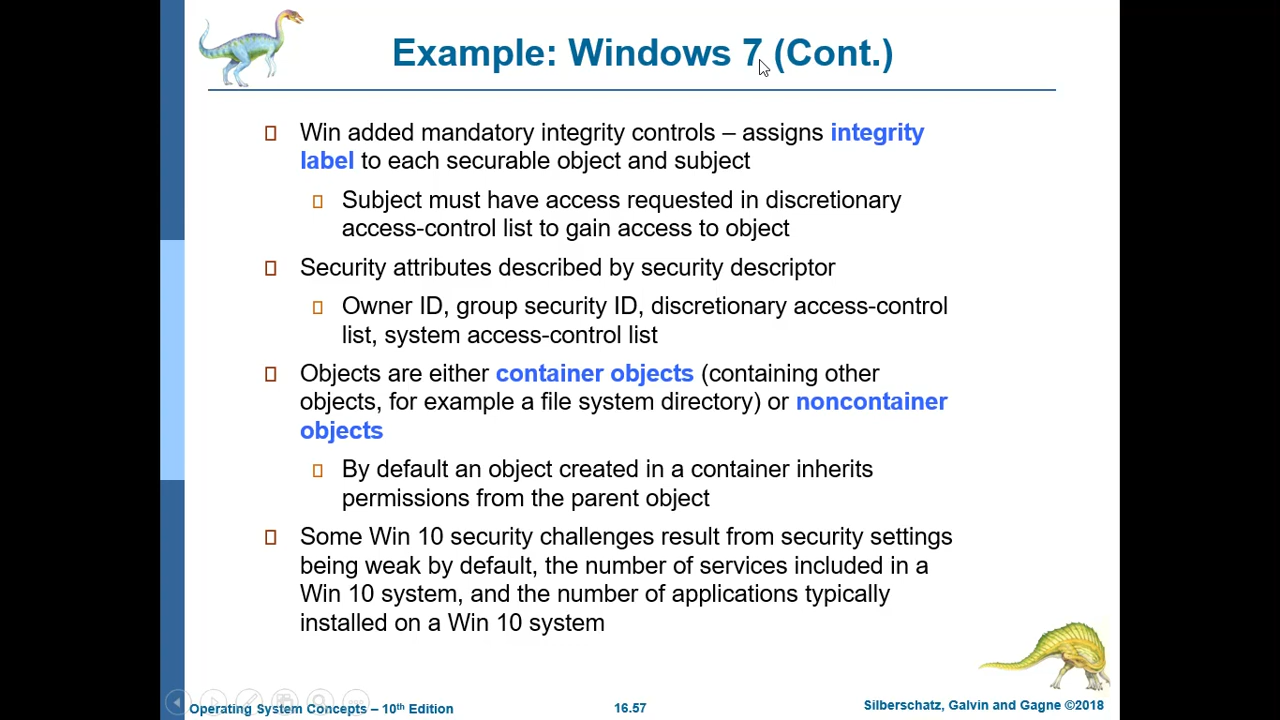 Example: Windows 7 (Cont.)
Win added mandatory integrity controls – assigns integrity
label to each securable object and subject
Subject must have access requested in discretionary
access-control list to gain access to object
Security attributes described by security descriptor
Owner ID, group security ID, discretionary access-control
list, system access-control list
Objects are either container objects (containing other
objects, for example a file system directory) or noncontainer
objects
By default an object created in a container inherits
permissions from the parent object
Some Win 10 security challenges result from security settings
being weak by default, the number of services included in a
Win 10 system, and the number of applications typically
installed on a Win 10 system
Operating System Concepts – 10th Edition
16.57
Silberschatz, Galvin and Gagne ©2018